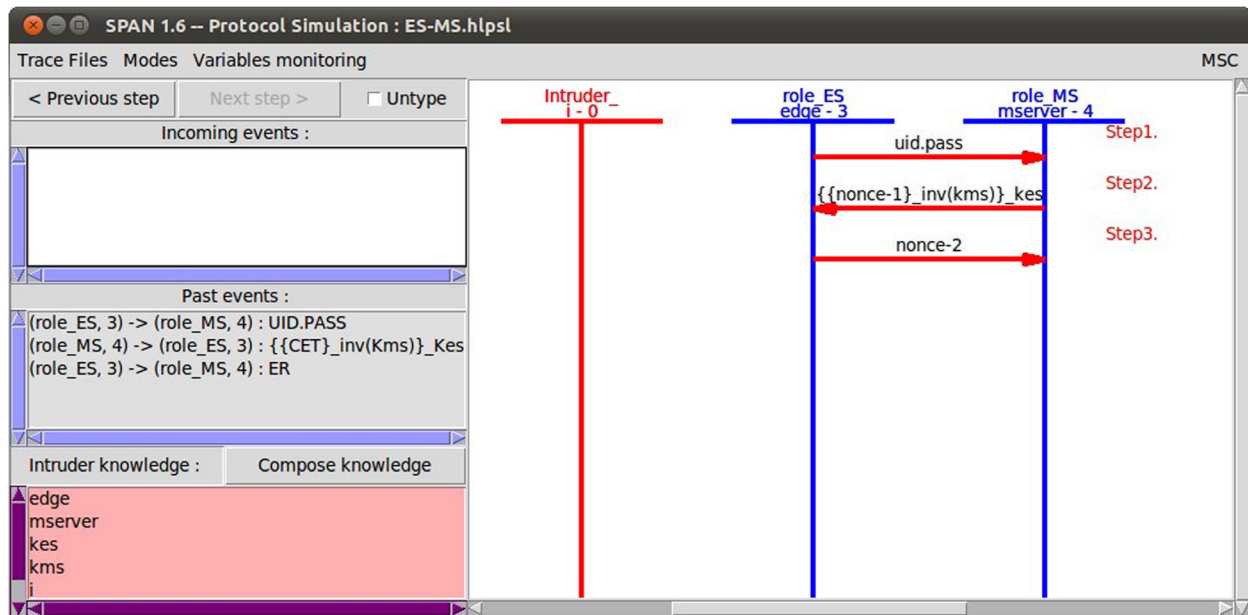 SPAN 1.6 -- Protocol Simulation : ES-MS.hlpsl
Trace Files Modes Variables monitoring MSC
< Previous step Next step > Untype
Incoming events :
Past events :
(role_ES, 3) -> (role_MS, 4) : UID.PASS
(role_MS, 4) -> (role_ES, 3) : {{CET}_inv(Kms)}_Kes
(role_ES, 3) -> (role_MS, 4) : ER
Intruder knowledge : Compose knowledge
edge
mserver
kes
kms
i
Intruder_
i - 0
role_ES
edge - 3
role_MS
mserver - 4
Step1.
uid.pass
Step2.
{{nonce-1}_inv(kms)}_kes
Step3.
nonce-2